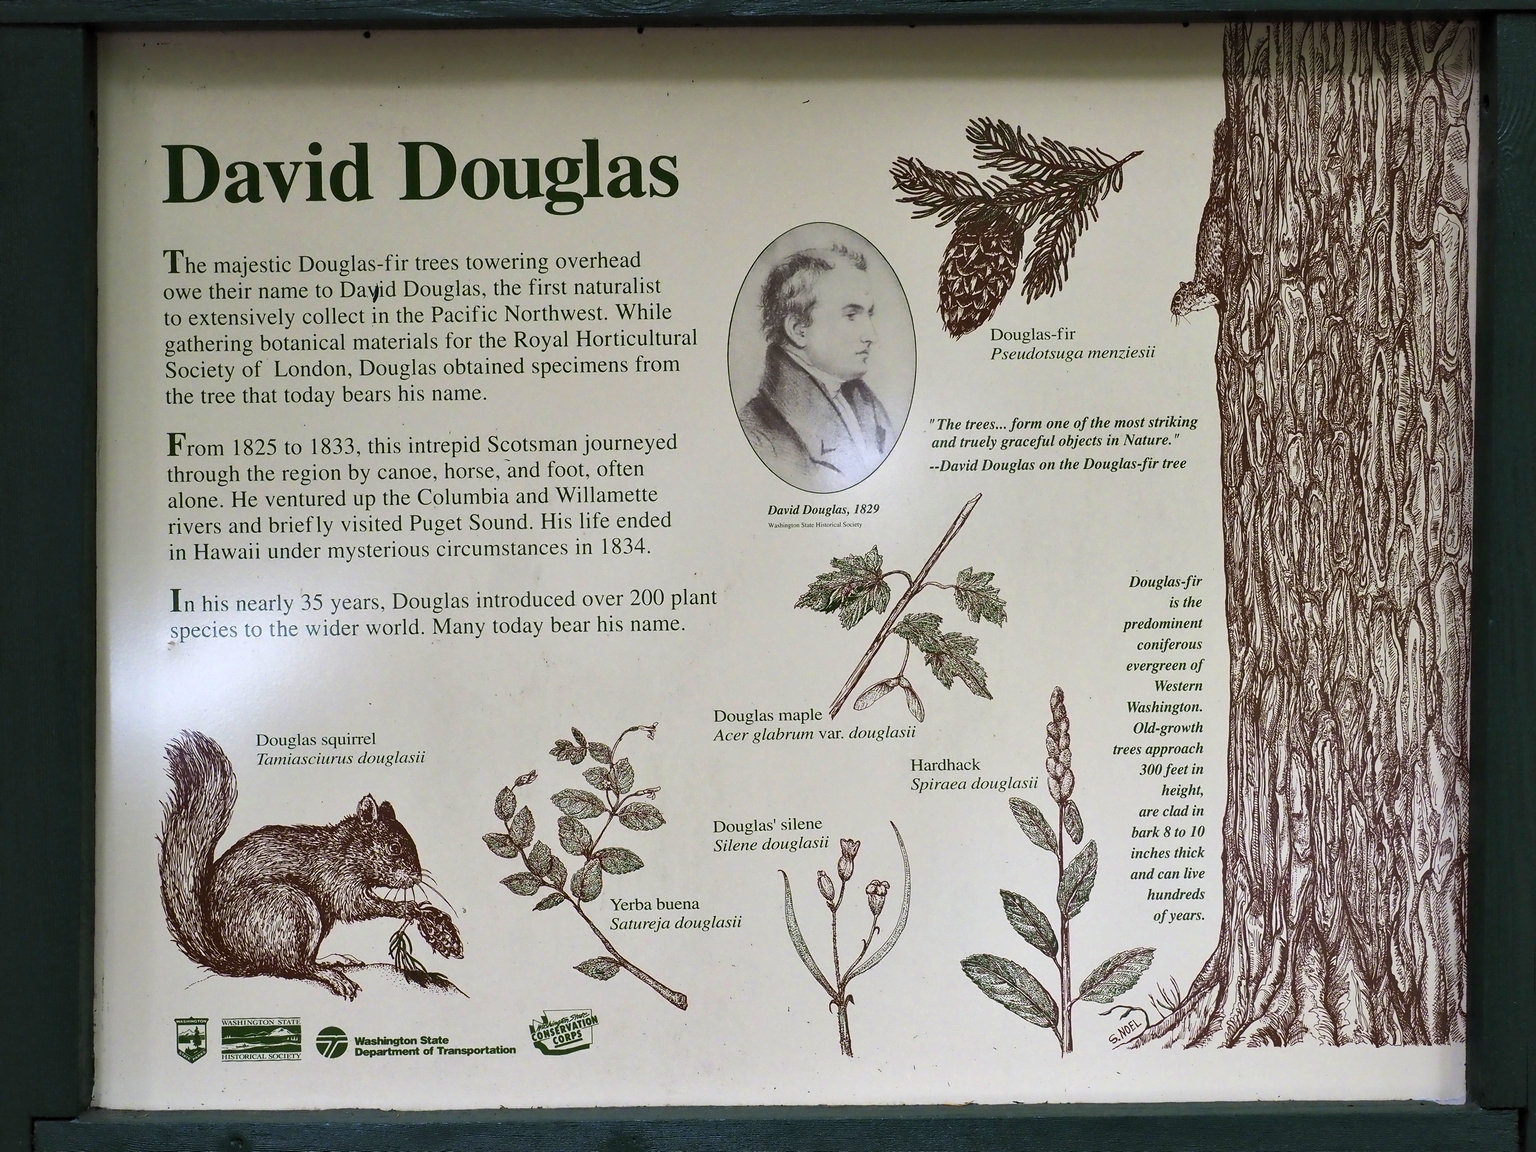 David Douglas
The majestic Douglas-fir trees towering overhead
owe their name to David Douglas, the first naturalist
to extensively collect in the Pacific Northwest. While
gathering botanical materials for the Royal Horticultural
Society of London, Douglas obtained specimens from
the tree that today bears his name.
From 1825 to 1833, this intrepid Scotsman journeyed
through the region by canoe, horse, and foot, often
alone. He ventured up the Columbia and Willamette
rivers and briefly visited Puget Sound. His life ended
in Hawaii under mysterious circumstances in 1834.
In his nearly 35 years, Douglas introduced over 200 plant
species to the wider world. Many today bear his name.
David Douglas, 1829
Washington State Historical Society
Douglas-fir
Pseudotsuga menziesii
"The trees... form one of the most striking
and truely graceful objects in Nature."
--David Douglas on the Douglas-fir tree
Douglas maple
Acer glabrum var. douglasii
Hardhack
Spiraea douglasii
Douglas' silene
Silene douglasii
Yerba buena
Satureja douglasii
Douglas squirrel
Tamiasciurus douglasii
Douglas-fir
is the
predominent
coniferous
evergreen of
Western
Washington.
Old-growth
trees approach
300 feet in
height,
are clad in
bark 8 to 10
inches thick
and can live
hundreds
of years.
S. NOEL
WASHINGTON
WASHINGTON STATE
HISTORICAL SOCIETY
Washington State
Department of Transportation
Washington State
CONSERVATION
CORPS